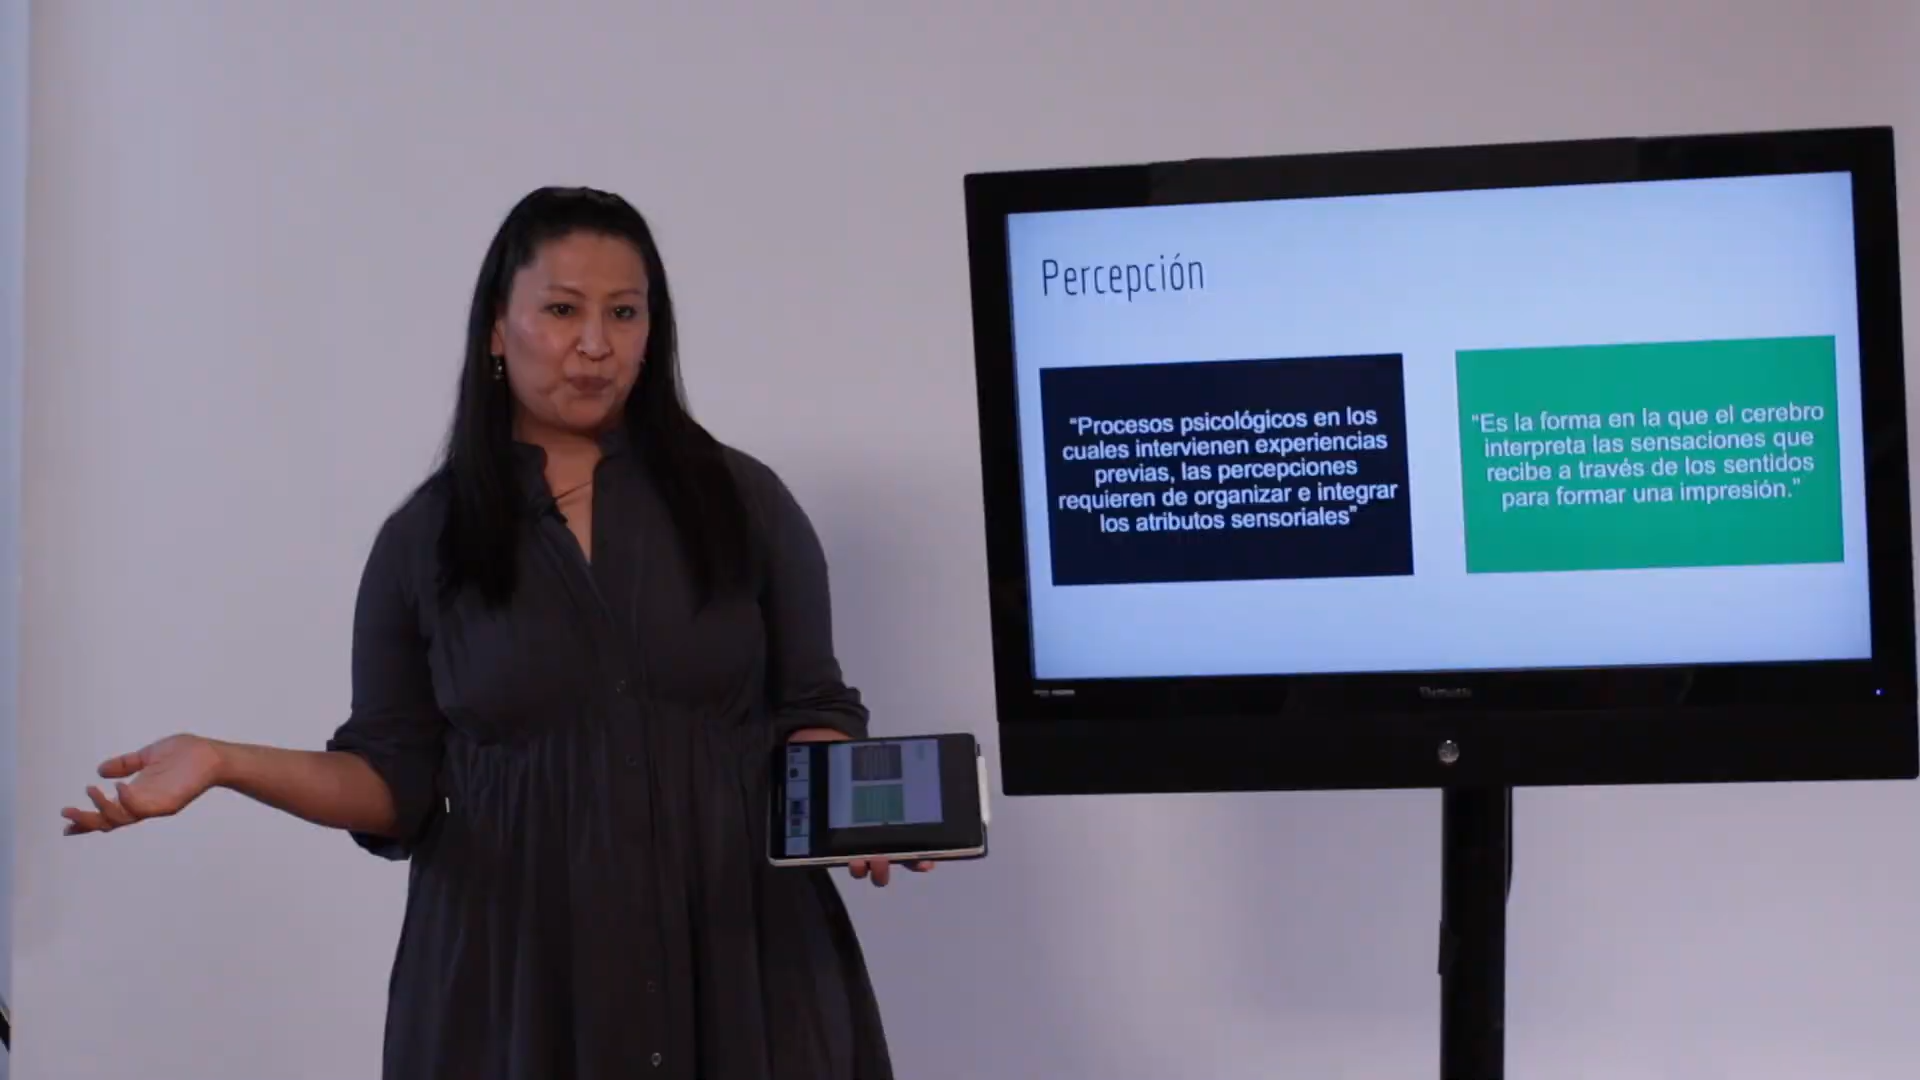 Percepción
“Procesos psicológicos en los
cuales intervienen experiencias
previas, las percepciones
requieren de organizar e integrar
los atributos sensoriales”
“Es la forma en la que el cerebro
interpreta las sensaciones que
recibe a través de los sentidos
para formar una impresión.”